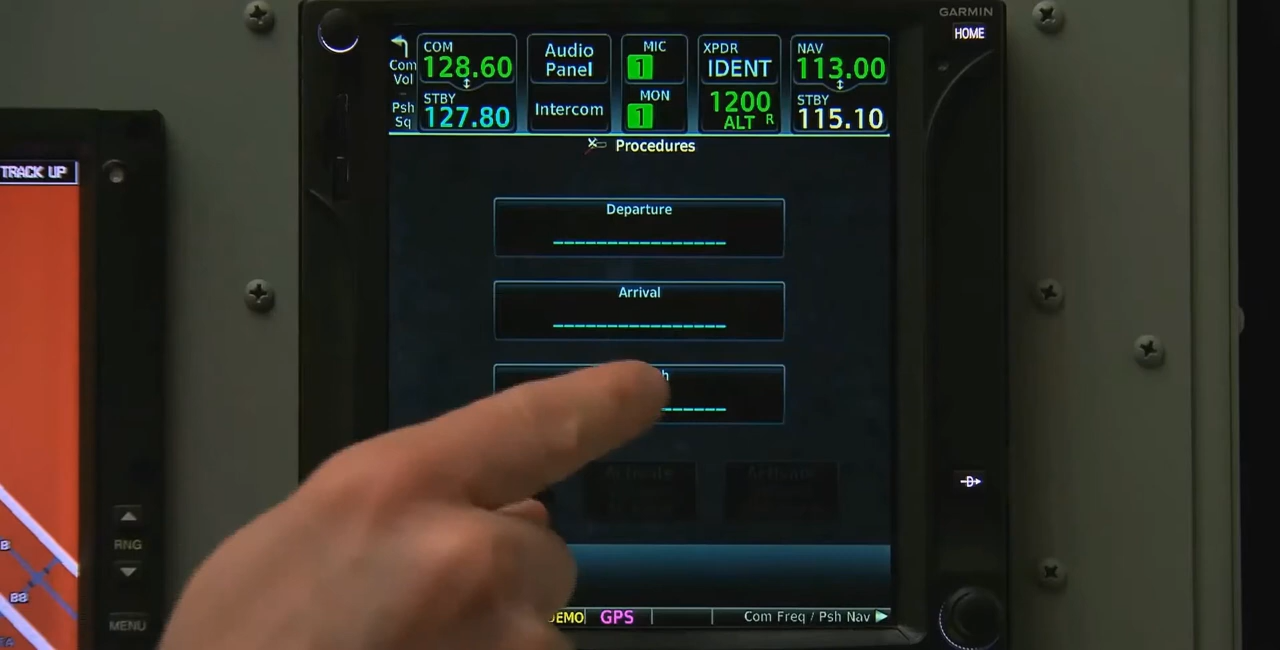 GARMIN
HOME
COM
128.60
Com
Vol
STBY
127.80
Psh
Sq
Audio
Panel
Intercom
MIC
1
MON
1
XPDR
IDENT
1200
ALT R
NAV
113.00
STBY
115.10
Procedures
Departure
Arrival
h
Activate
Activate
DEMO
GPS
Com Freq / Psh Nav
D
TRACK UP
RNG
MENU
B
B8